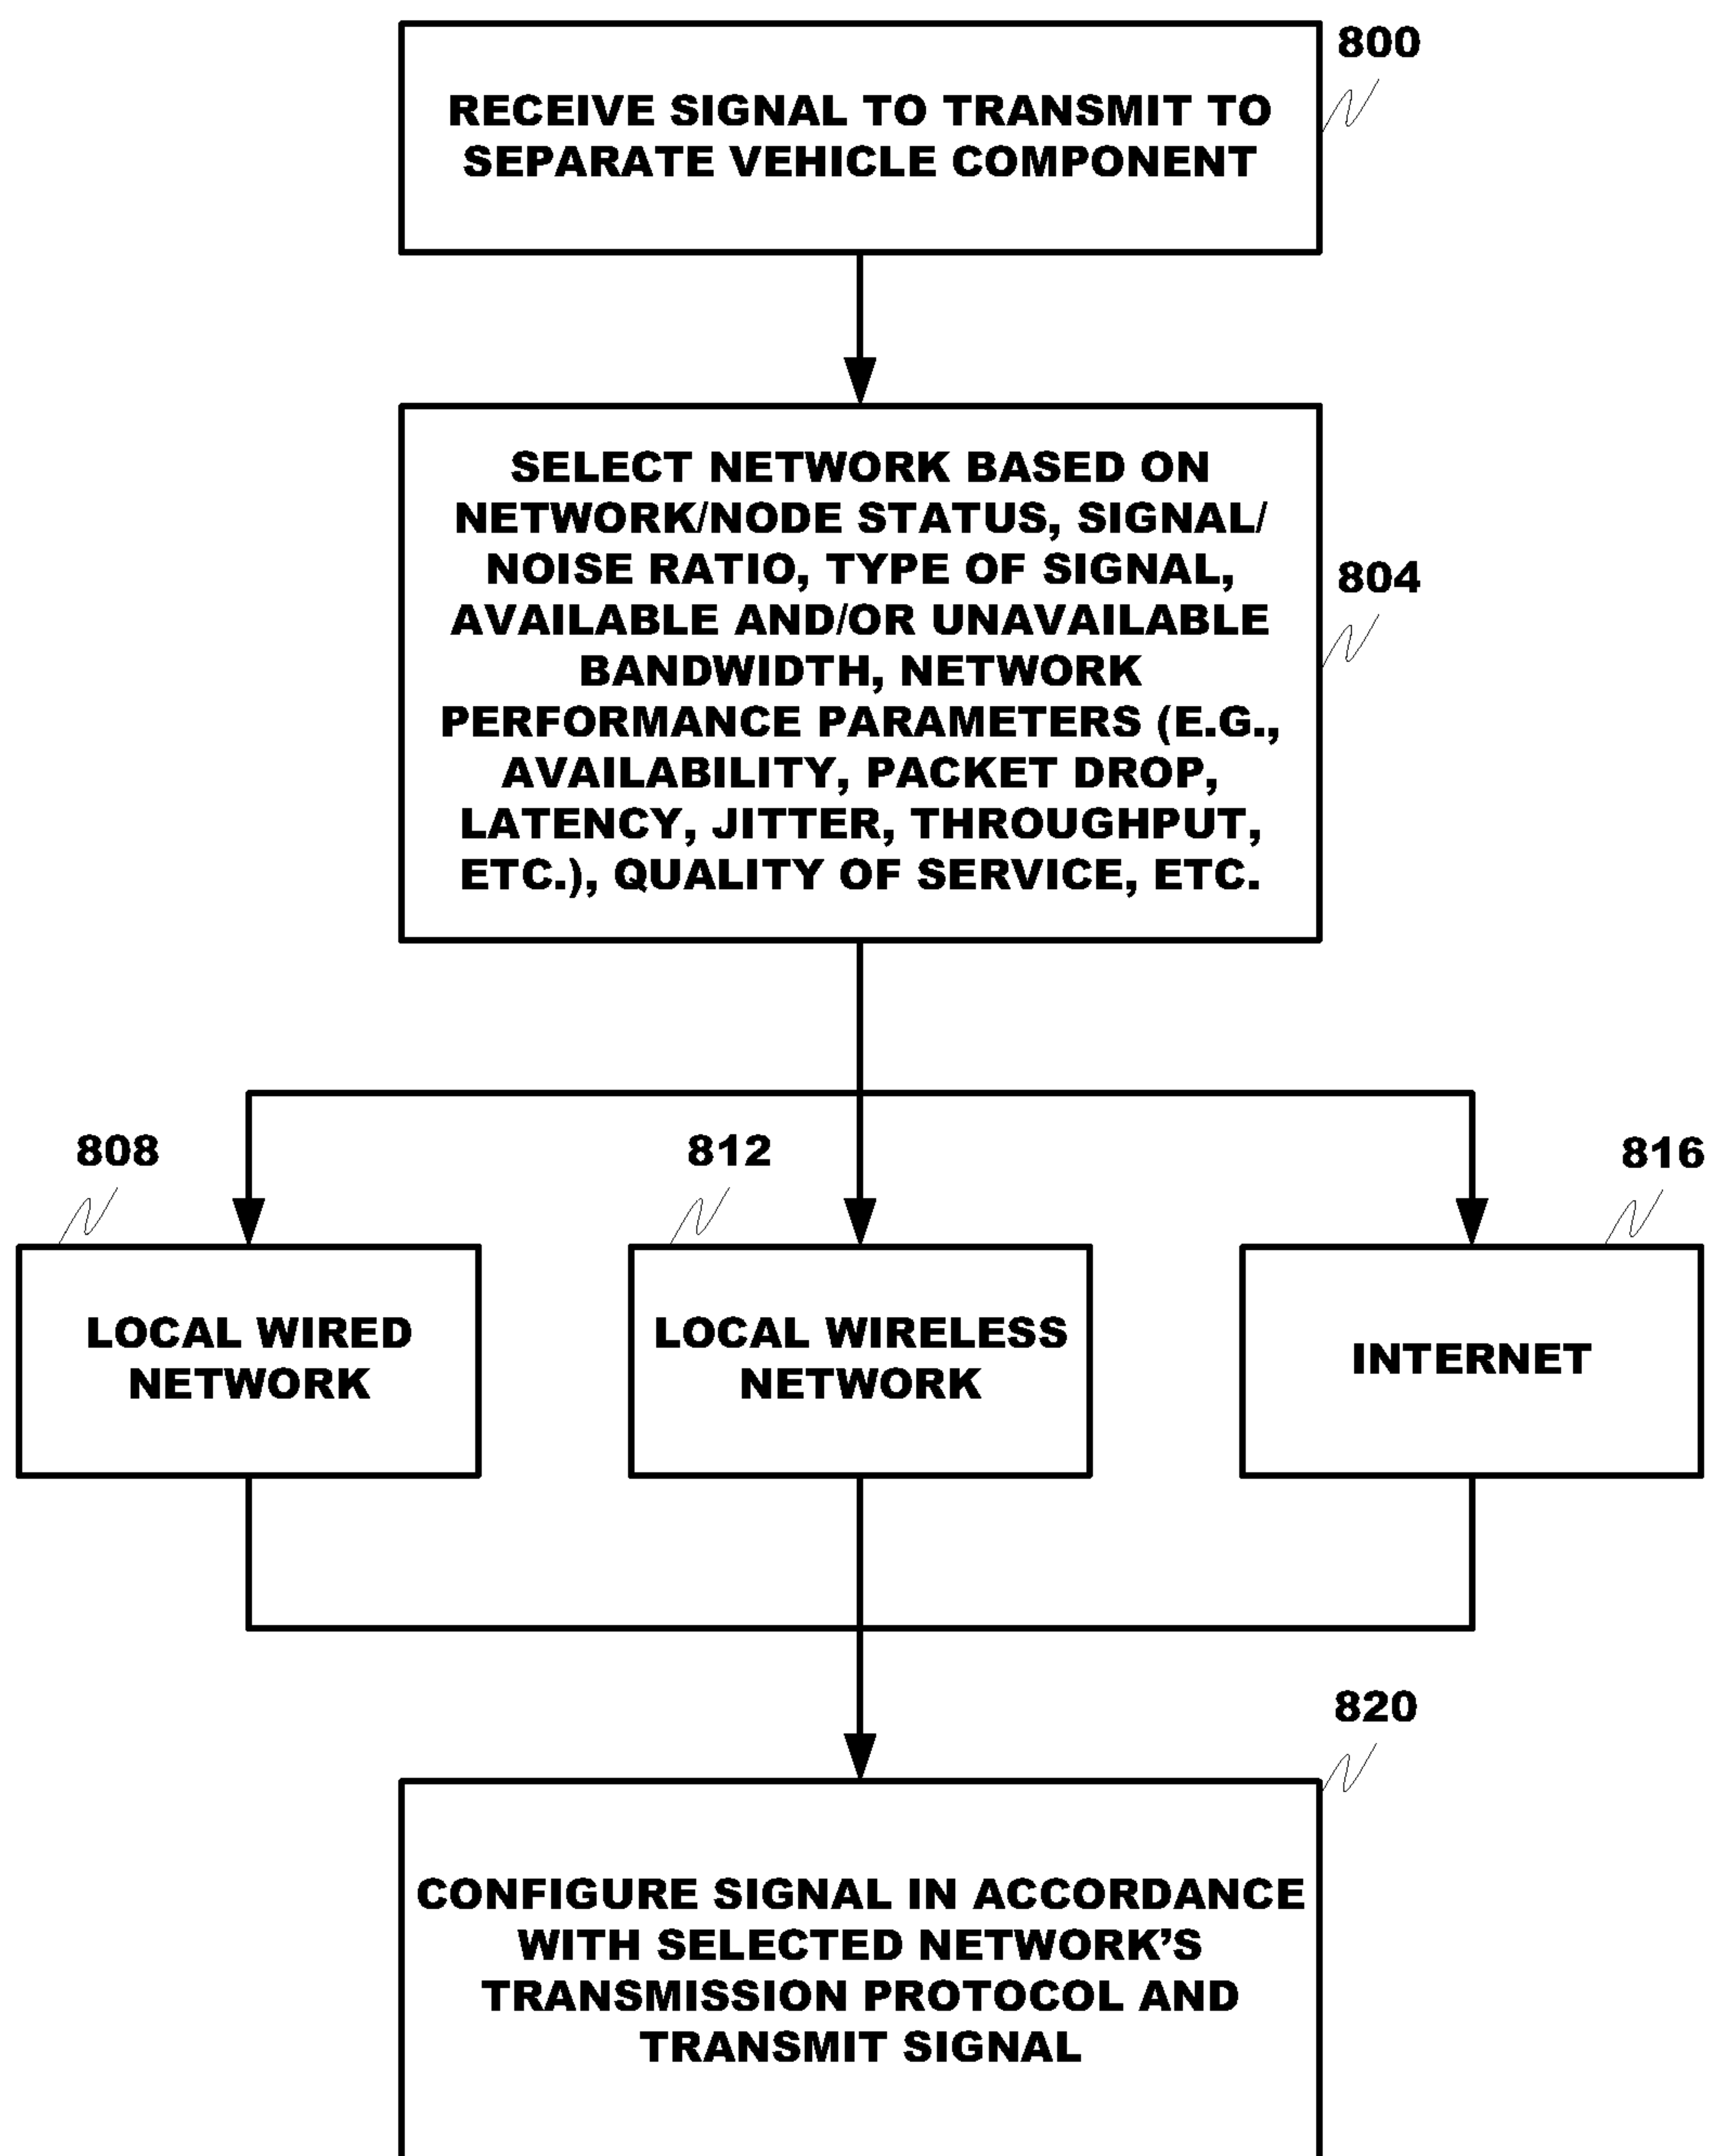 800
RECEIVE SIGNAL TO TRANSMIT TO
SEPARATE VEHICLE COMPONENT
SELECT NETWORK BASED ON
NETWORK/NODE STATUS, SIGNAL/
NOISE RATIO, TYPE OF SIGNAL,
AVAILABLE AND/OR UNAVAILABLE
BANDWIDTH, NETWORK
PERFORMANCE PARAMETERS (E.G.,
AVAILABILITY, PACKET DROP,
LATENCY, JITTER, THROUGHPUT,
ETC.), QUALITY OF SERVICE, ETC.
804
808
812
816
LOCAL WIRED
NETWORK
LOCAL WIRELESS
NETWORK
INTERNET
820
CONFIGURE SIGNAL IN ACCORDANCE
WITH SELECTED NETWORK’S
TRANSMISSION PROTOCOL AND
TRANSMIT SIGNAL